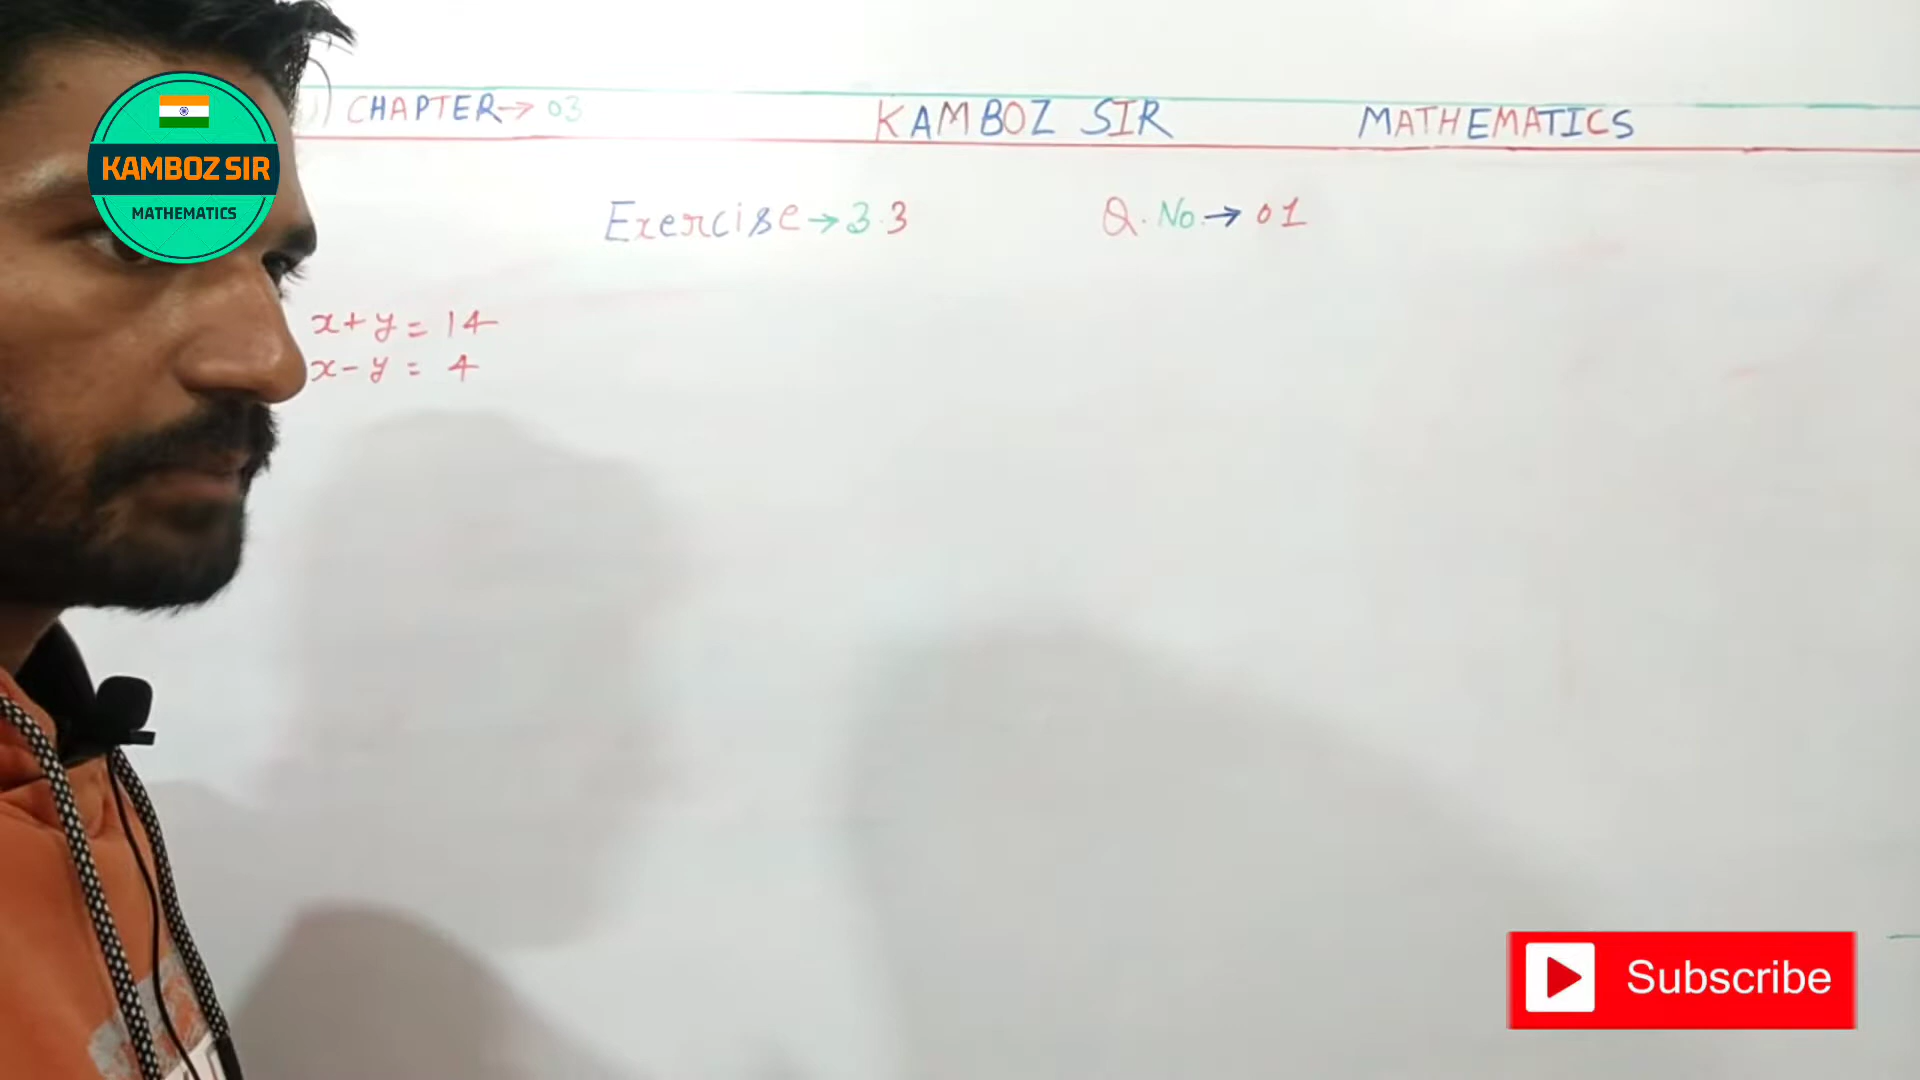 CHAPTER→ 03
KAMBOZ SIR
MATHEMATICS
KAMBOZ SIR
MATHEMATICS
Exercise→3.3
Q. No.→ 01
x+y = 14
x-y = 4
Subscribe